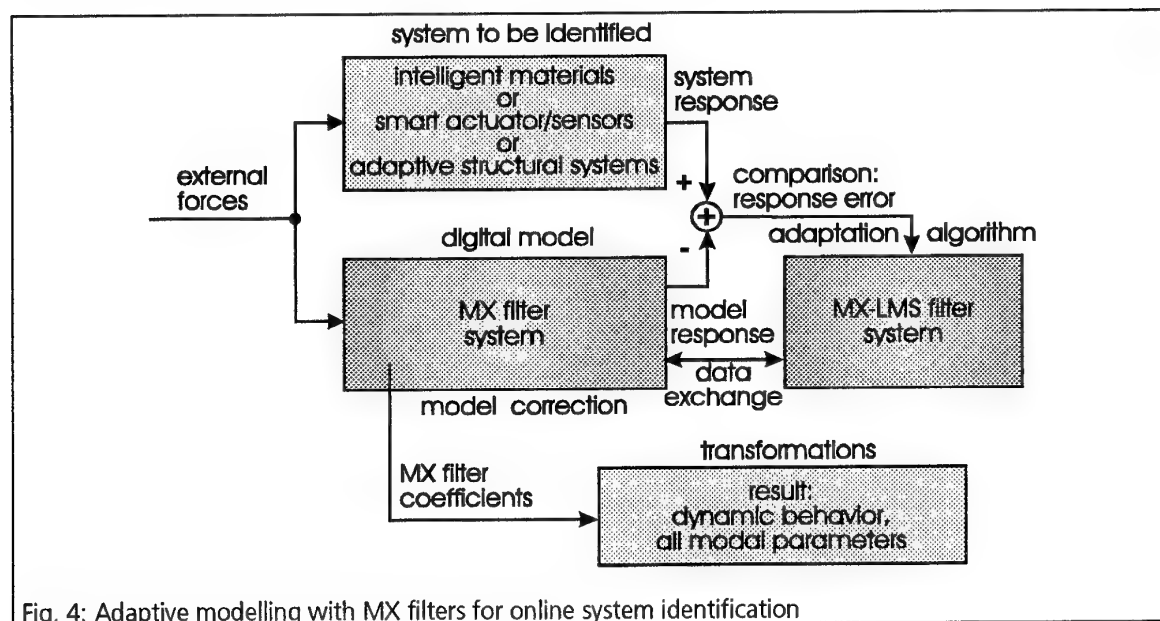 system to be identified
intelligent materials
or
smart actuator/sensors
or
adaptive structural systems
system
response
external
forces
+
+
-
comparison:
response error
adaptation algorithm
digital model
MX filter
system
model
response
data
exchange
MX-LMS filter
system
model correction
MX filter
coefficients
transformations
result:
dynamic behavior,
all modal parameters
Fig. 4: Adaptive modelling with MX filters for online system identification